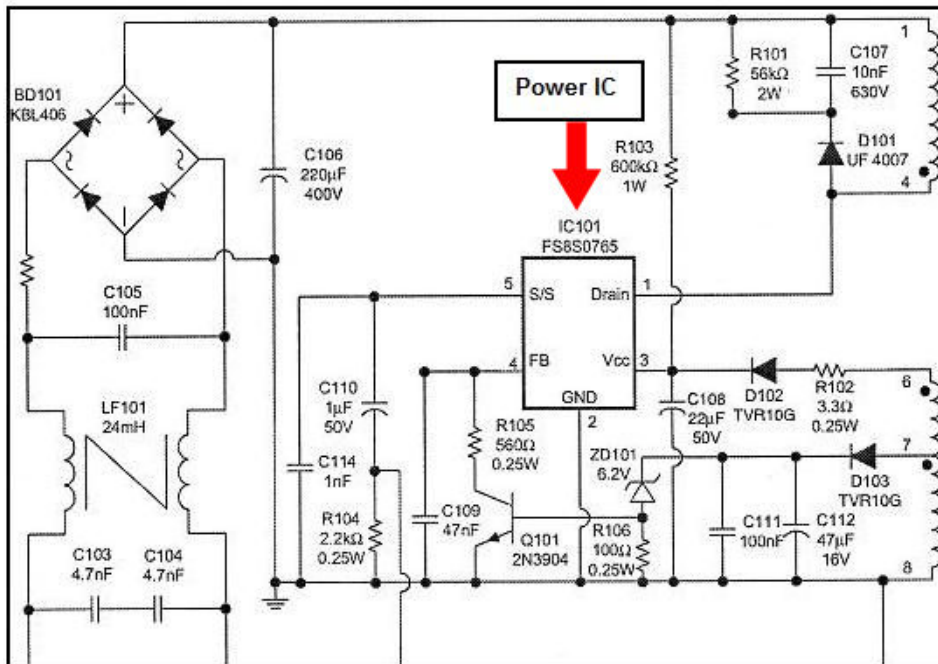 BD101
KBL406
+
−
~
~
C106
220µF
400V
C105
100nF
LF101
24mH
C103
4.7nF
C104
4.7nF
Power IC
R103
600kΩ
1W
R101
56kΩ
2W
C107
10nF
630V
D101
UF 4007
1
4
IC101
FS8S0765
5
S/S
Drain
1
4
FB
Vcc
3
GND
2
C110
1µF
50V
C114
1nF
R104
2.2kΩ
0.25W
C109
47nF
R105
560Ω
0.25W
Q101
2N3904
ZD101
6.2V
R106
100Ω
0.25W
C108
22µF
50V
D102
TVR10G
R102
3.3Ω
0.25W
6
7
D103
TVR10G
C111
100nF
C112
47µF
16V
8